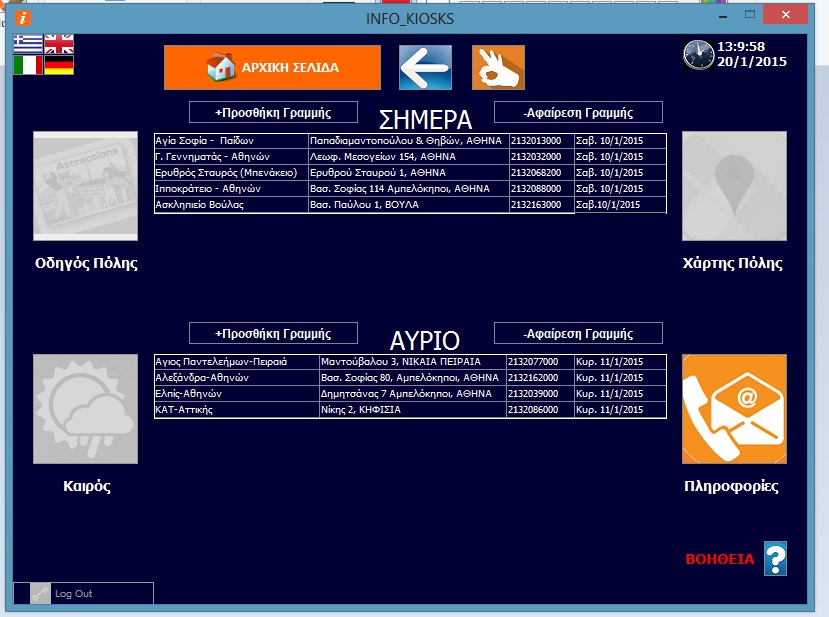 INFO_KIOSKS
ΑΡΧΙΚΗ ΣΕΛΙΔΑ
13:9:58
20/1/2015
+Προσθήκη Γραμμής
ΣΗΜΕΡΑ
-Αφαίρεση Γραμμής
Αγία Σοφία - Παίδων Παπαδιαμαντοπούλου & Θηβών, ΑΘΗΝΑ 2132013000 Σαβ. 10/1/2015
Γ. Γεννηματάς - Αθηνών Λεωφ. Μεσογείων 154, ΑΘΗΝΑ 2132032000 Σαβ. 10/1/2015
Ερυθρός Σταυρός (Μπενάκειο) Ερυθρού Σταυρού 1, ΑΘΗΝΑ 2132068200 Σαβ. 10/1/2015
Ιπποκράτειο - Αθηνών Βασ. Σοφίας 114 Αμπελόκηποι, ΑΘΗΝΑ 2132088000 Σαβ. 10/1/2015
Ασκληπιείο Βούλας Βασ. Παύλου 1, ΒΟΥΛΑ 2132163000 Σαβ.10/1/2015
Attractions
Οδηγός Πόλης
Χάρτης Πόλης
+Προσθήκη Γραμμής
ΑΥΡΙΟ
-Αφαίρεση Γραμμής
Αγιος Παντελεήμων-Πειραιά Μαντούβαλου 3, ΝΙΚΑΙΑ ΠΕΙΡΑΙΑ 2132077000 Κυρ. 11/1/2015
Αλεξάνδρα-Αθηνών Βασ. Σοφίας 80, Αμπελόκηποι, ΑΘΗΝΑ 2132162000 Κυρ. 11/1/2015
Ελπίς-Αθηνών Δημητσάνας 7 Αμπελόκηποι, ΑΘΗΝΑ 2132039000 Κυρ. 11/1/2015
ΚΑΤ-Αττικής Νίκης 2, ΚΗΦΙΣΙΑ 2132086000 Κυρ. 11/1/2015
Καιρός
Πληροφορίες
ΒΟΗΘΕΙΑ
Log Out